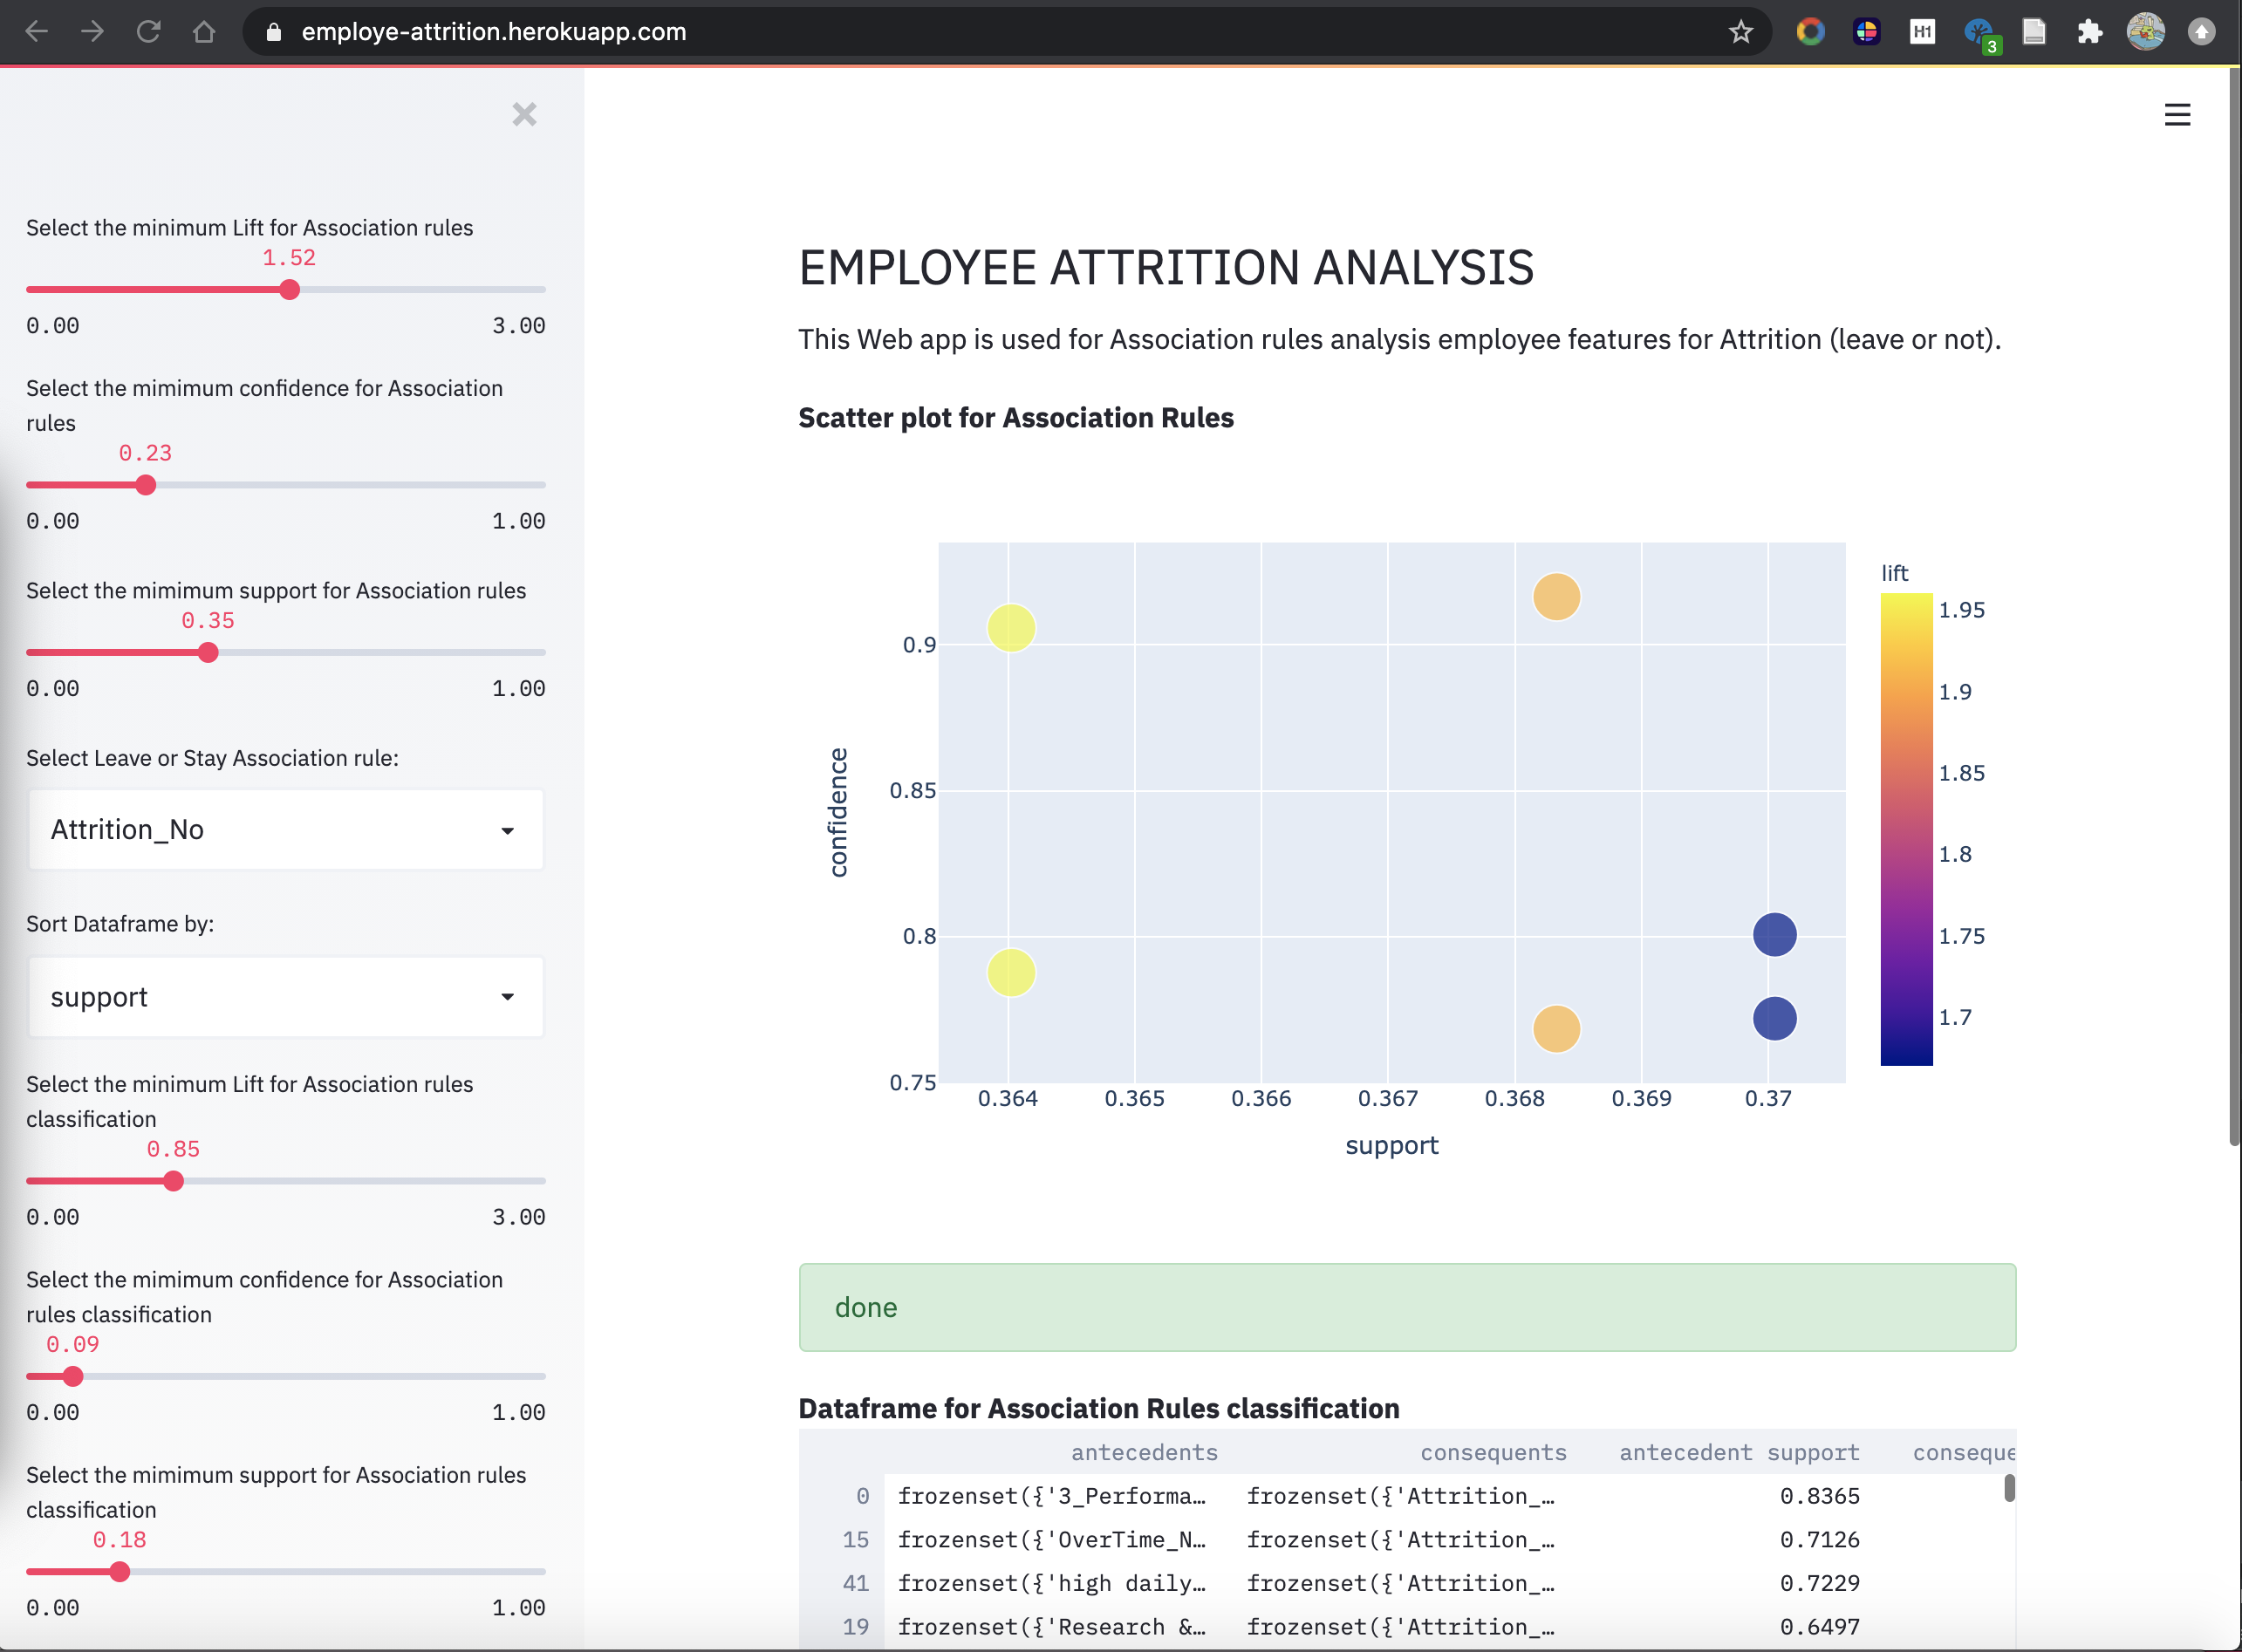 employe-attrition.herokuapp.com
H1
3
Select the minimum Lift for Association rules
1.52
0.00 3.00
Select the mimimum confidence for Association
rules
0.23
0.00 1.00
Select the mimimum support for Association rules
0.35
0.00 1.00
Select Leave or Stay Association rule:
Attrition_No
Sort Dataframe by:
support
Select the minimum Lift for Association rules
classification
0.85
0.00 3.00
Select the mimimum confidence for Association
rules classification
0.09
0.00 1.00
Select the mimimum support for Association rules
classification
0.18
0.00 1.00
EMPLOYEE ATTRITION ANALYSIS
This Web app is used for Association rules analysis employee features for Attrition (leave or not).
Scatter plot for Association Rules
confidence
0.9
0.85
0.8
0.75
0.364 0.365 0.366 0.367 0.368 0.369 0.37
support
lift
1.95
1.9
1.85
1.8
1.75
1.7
done
Dataframe for Association Rules classification
antecedents consequents antecedent support conseque
0 frozenset({'3_Performa… frozenset({'Attrition_… 0.8365
15 frozenset({'OverTime_N… frozenset({'Attrition_… 0.7126
41 frozenset({'high daily… frozenset({'Attrition_… 0.7229
19 frozenset({'Research &… frozenset({'Attrition_… 0.6497